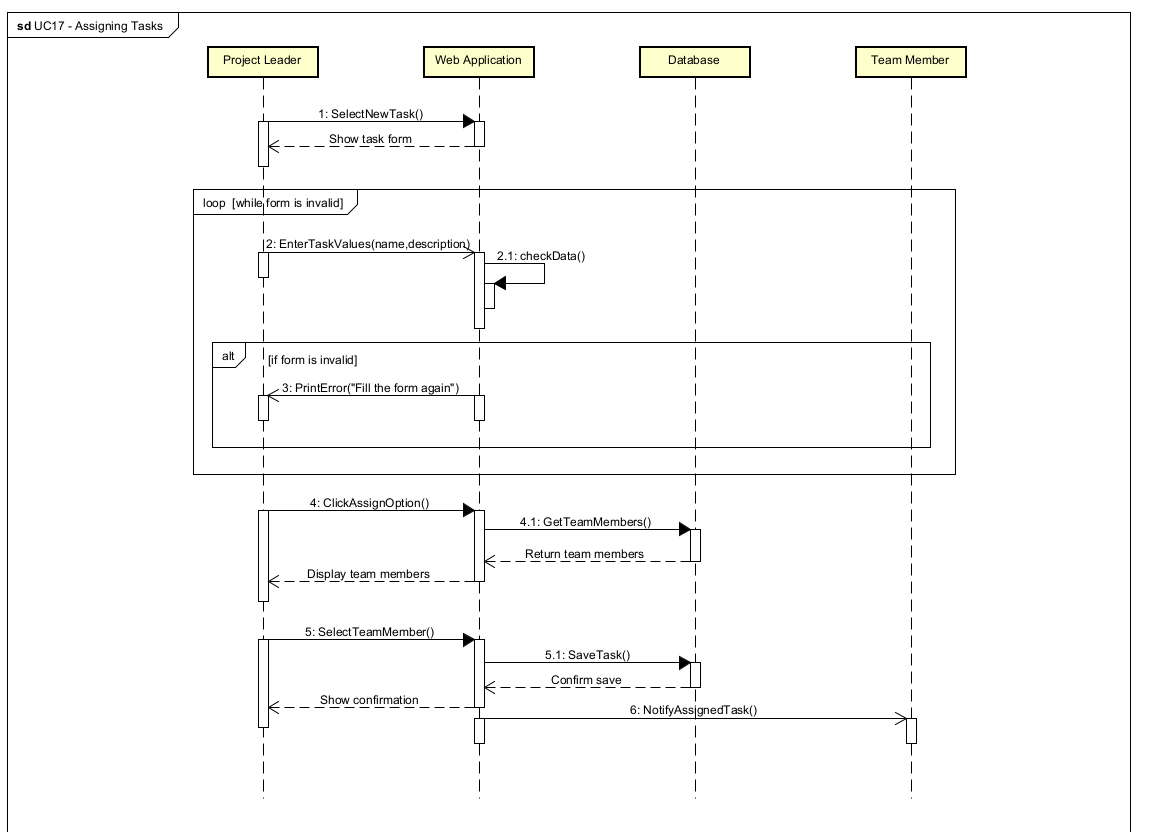 sd UC17 - Assigning Tasks
Project Leader
Web Application
Database
Team Member
1: SelectNewTask()
Show task form
loop [while form is invalid]
2: EnterTaskValues(name,description)
2.1: checkData()
alt
[if form is invalid]
3: PrintError("Fill the form again")
4: ClickAssignOption()
4.1: GetTeamMembers()
Return team members
Display team members
5: SelectTeamMember()
5.1: SaveTask()
Confirm save
Show confirmation
6: NotifyAssignedTask()